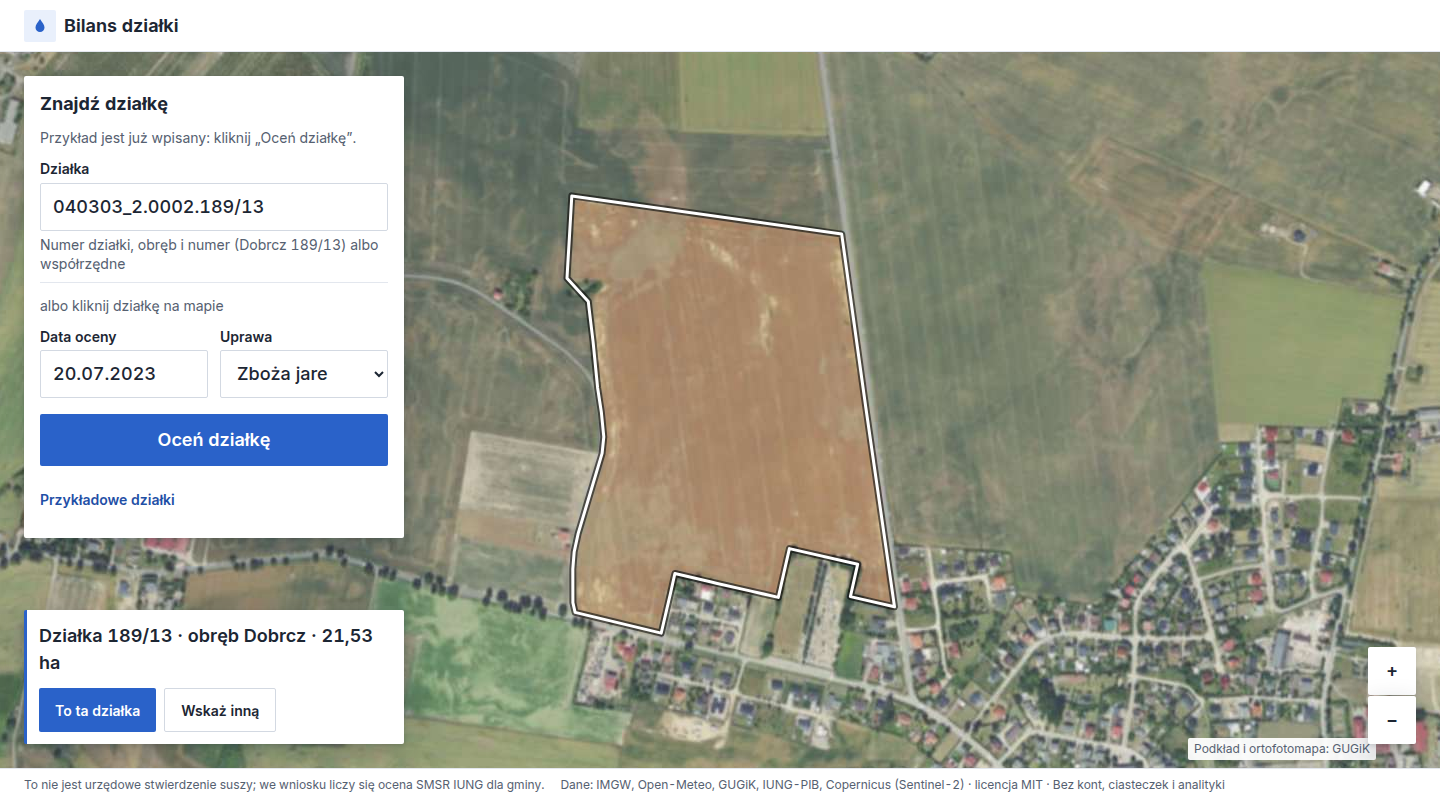 Bilans działki
Znajdź działkę
Przykład jest już wpisany: kliknij „Oceń działkę”.
Działka
040303_2.0002.189/13
Numer działki, obręb i numer (Dobrcz 189/13) albo
współrzędne
albo kliknij działkę na mapie
Data oceny
Uprawa
20.07.2023
Zboża jare
Oceń działkę
Przykładowe działki
Działka 189/13 · obręb Dobrcz · 21,53
ha
To ta działka
Wskaż inną
+
−
Podkład i ortofotomapa: GUGiK
To nie jest urzędowe stwierdzenie suszy; we wniosku liczy się ocena SMSR IUNG dla gminy.
Dane: IMGW, Open-Meteo, GUGiK, IUNG-PIB, Copernicus (Sentinel-2) · licencja MIT · Bez kont, ciasteczek i analityki